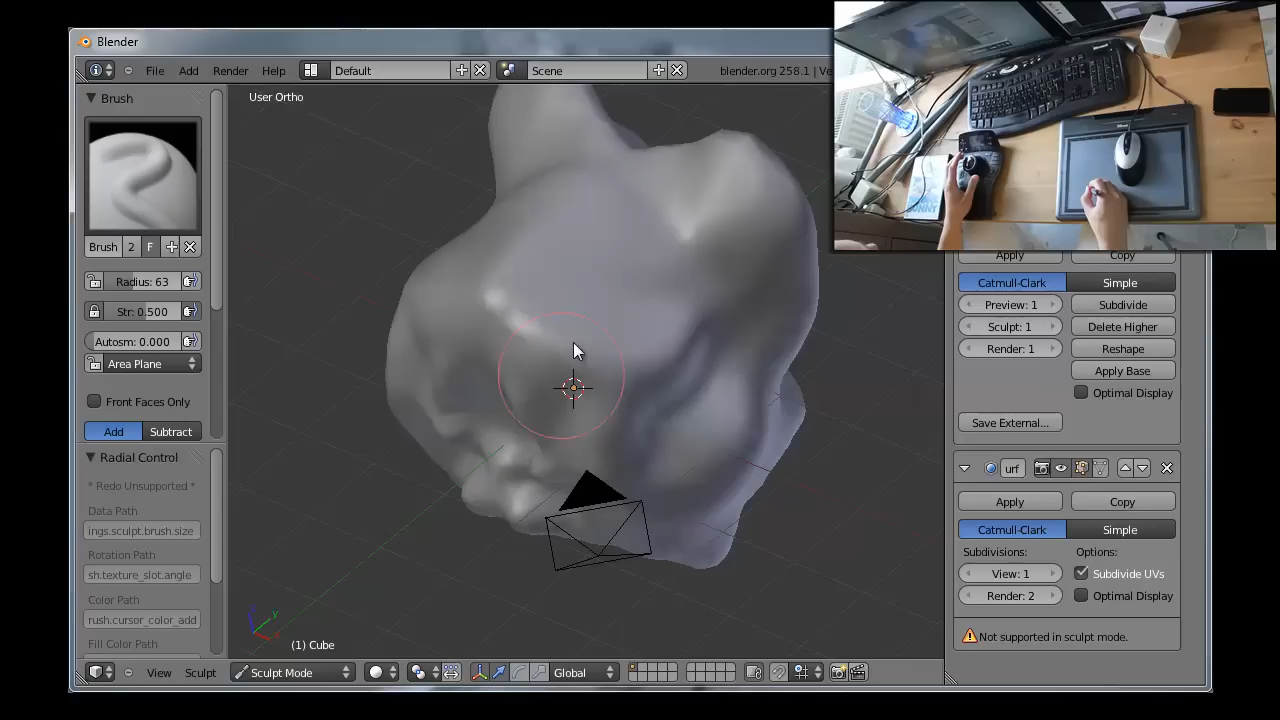 Blender
File Add Render Help Default Scene blender.org 258.1 | Ve
Brush
User Ortho
Brush 2 F
Radius: 63
Str: 0.500
Autosm: 0.000
Area Plane
Front Faces Only
Add Subtract
Radial Control
* Redo Unsupported *
Data Path
ings.sculpt.brush.size
Rotation Path
sh.texture_slot.angle
Color Path
rush.cursor_color_add
Fill Color Path
(1) Cube
View Sculpt Sculpt Mode Global
Apply Copy
Catmull-Clark Simple
Preview: 1 Subdivide
Sculpt: 1 Delete Higher
Render: 1 Reshape
Apply Base
Optimal Display
Save External...
urf
Apply Copy
Catmull-Clark Simple
Subdivisions: Options:
View: 1 Subdivide UVs
Render: 2 Optimal Display
Not supported in sculpt mode.